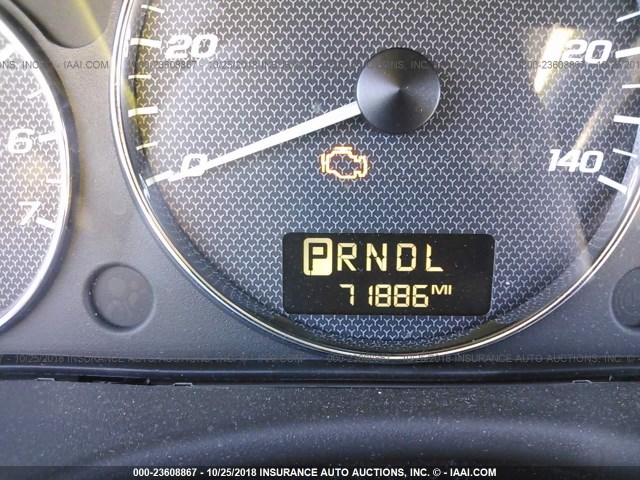 20
120
6
7
0
140
PRNDL
71886 MI
000-23608867 - 10/25/2018 INSURANCE AUTO AUCTIONS, INC. - © IAAI.COM